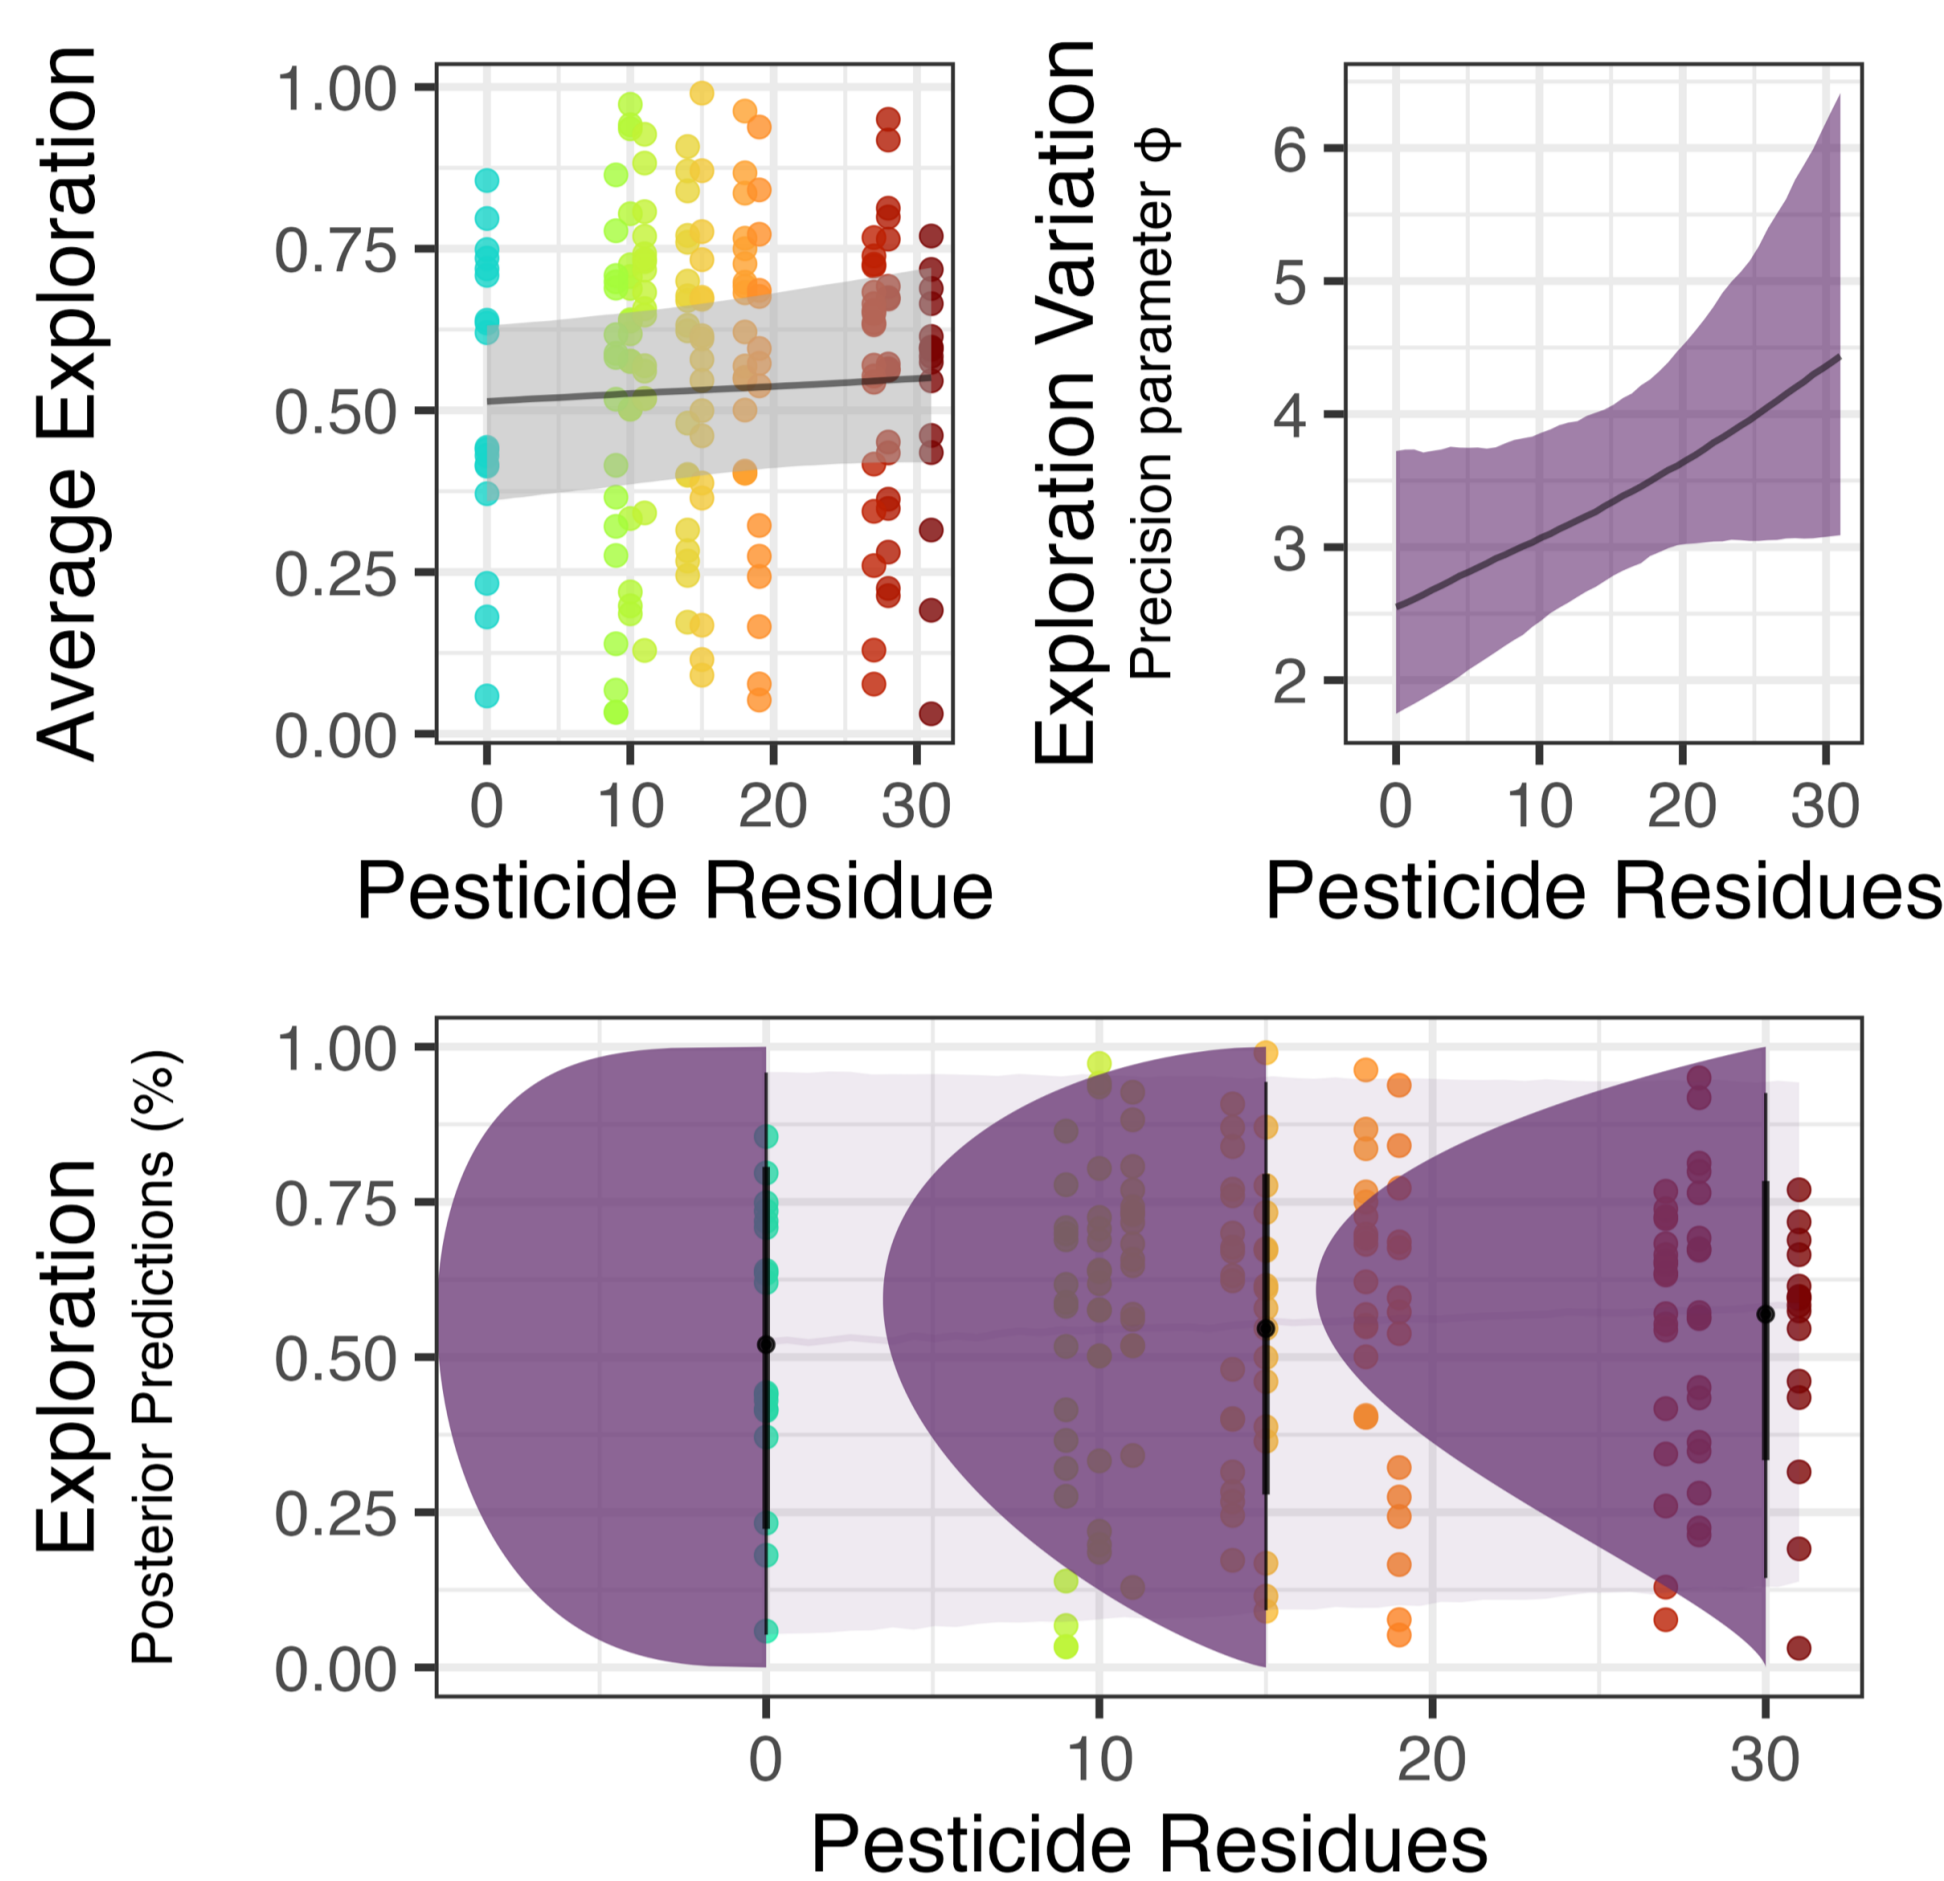 Average Exploration
1.00
0.75
0.50
0.25
0.00
0 10 20 30
Pesticide Residue
Exploration Variation
Precision parameter ϕ
6
5
4
3
2
0 10 20 30
Pesticide Residues
Exploration
Posterior Predictions (%)
1.00
0.75
0.50
0.25
0.00
0 10 20 30
Pesticide Residues